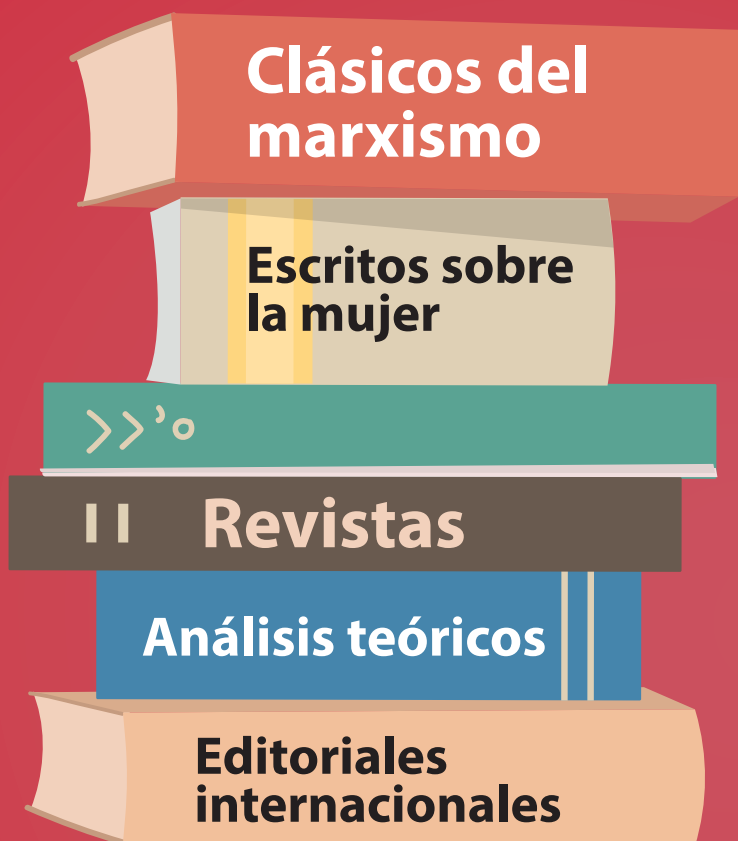 Clásicos del
marxismo
Escritos sobre
la mujer
Revistas
Análisis teóricos
Editoriales
internacionales